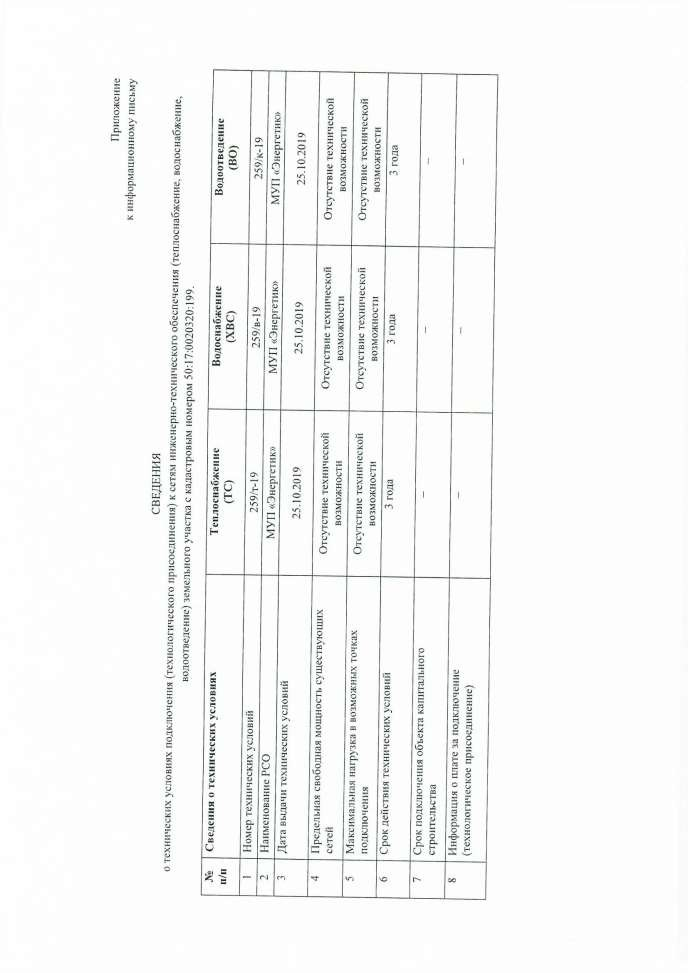 Приложение
к информационному письму
СВЕДЕНИЯ
о технических условиях подключения (технологического присоединения) к сетям инженерно-технического обеспечения (теплоснабжение, водоснабжение,
водоотведение) земельного участка с кадастровым номером 50:17:0020320:199.
№ п/п Сведения о технических условиях Теплоснабжение (ТС) Водоснабжение (ХВС) Водоотведение (ВО)
1 Номер технических условий 259/т-19 259/в-19 259/к-19
2 Наименование РСО МУП «Энергетик» МУП «Энергетик» МУП «Энергетик»
3 Дата выдачи технических условий 25.10.2019 25.10.2019 25.10.2019
4 Предельная свободная мощность существующих сетей Отсутствие технической возможности Отсутствие технической возможности Отсутствие технической возможности
5 Максимальная нагрузка в возможных точках подключения Отсутствие технической возможности Отсутствие технической возможности Отсутствие технической возможности
6 Срок действия технических условий 3 года 3 года 3 года
7 Срок подключения объекта капитального строительства – – –
8 Информация о плате за подключение (технологическое присоединение) – – –